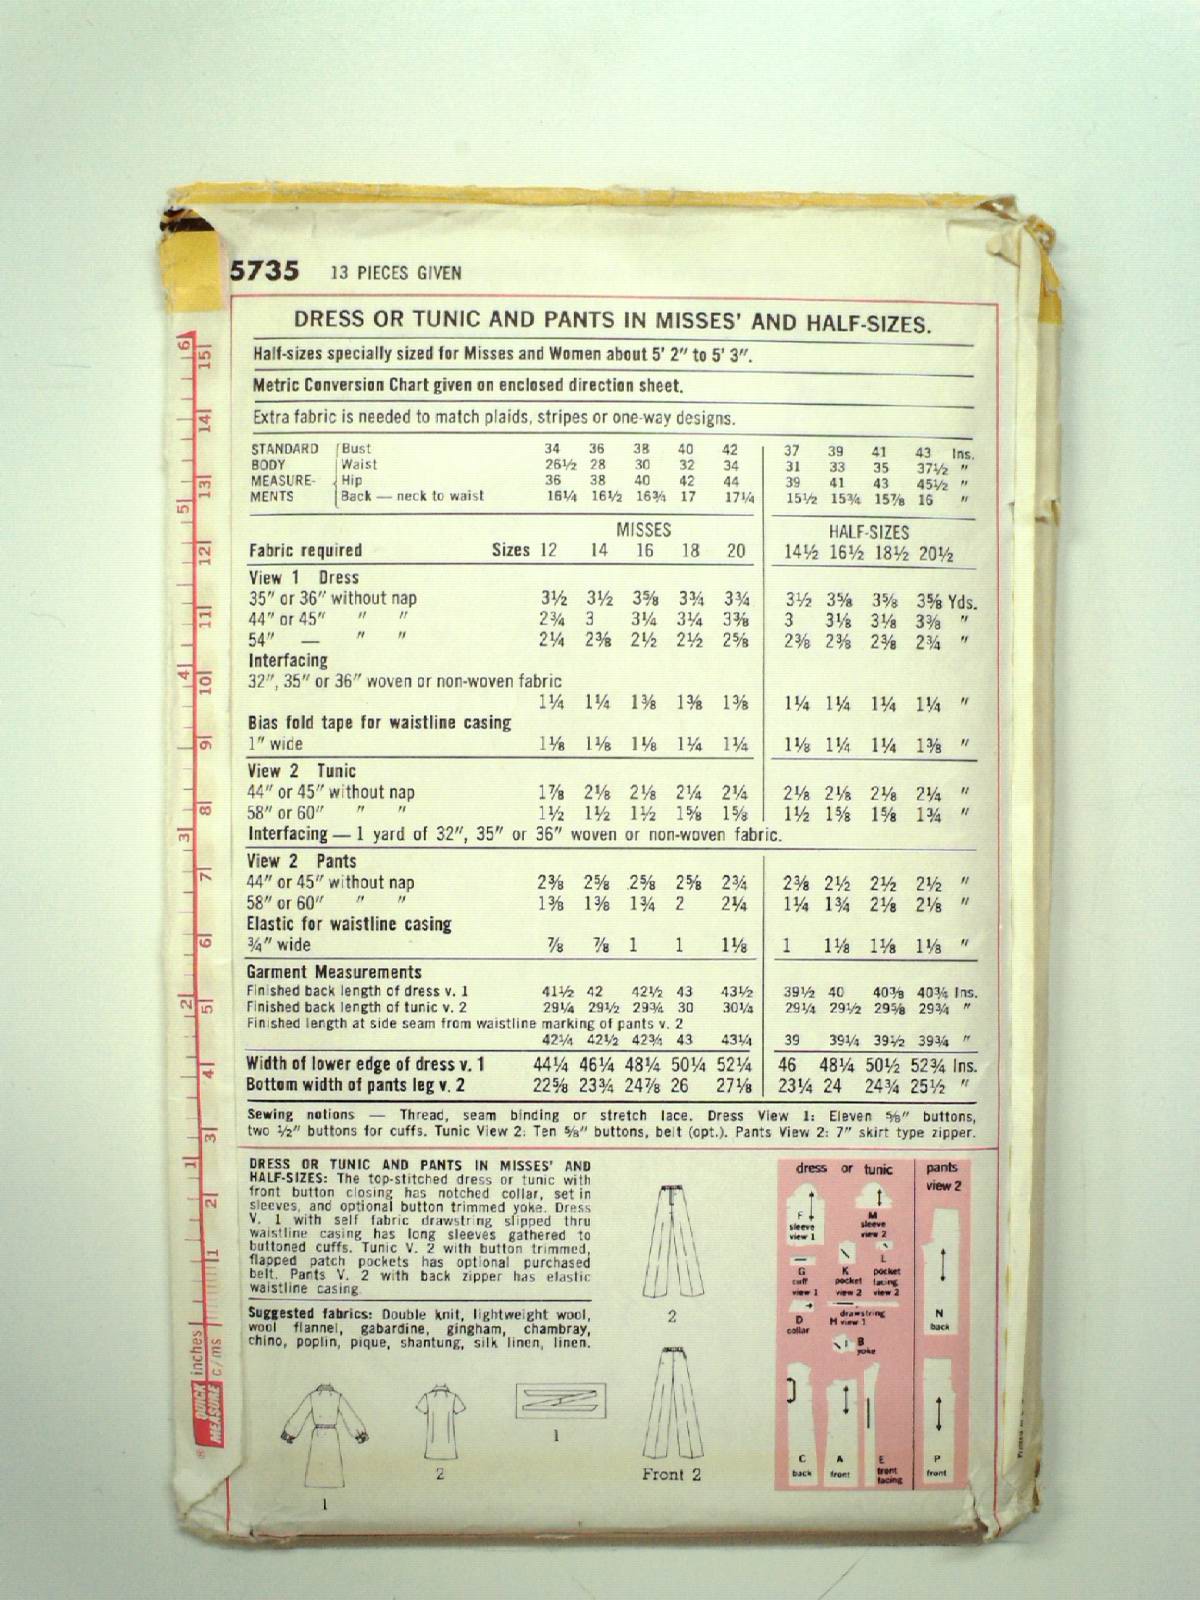 5735 13 PIECES GIVEN
DRESS OR TUNIC AND PANTS IN MISSES' AND HALF-SIZES.
Half-sizes specially sized for Misses and Women about 5' 2" to 5' 3".
Metric Conversion Chart given on enclosed direction sheet.
Extra fabric is needed to match plaids, stripes or one-way designs.
STANDARD Bust 34 36 38 40 42 37 39 41 43 Ins.
BODY Waist 26½ 28 30 32 34 31 33 35 37½ "
MEASURE- Hip 36 38 40 42 44 39 41 43 45½ "
MENTS Back — neck to waist 16¼ 16½ 16¾ 17 17¼ 15½ 15¾ 15⅞ 16 "
MISSES HALF-SIZES
Fabric required Sizes 12 14 16 18 20 14½ 16½ 18½ 20½
View 1 Dress
35" or 36" without nap 3½ 3½ 3⅝ 3¾ 3¾ 3½ 3⅝ 3⅝ 3⅝ Yds.
44" or 45" " " 2¾ 3 3¼ 3¼ 3⅜ 3 3⅛ 3⅛ 3⅜ "
54" — " " 2¼ 2⅜ 2½ 2½ 2⅝ 2⅜ 2⅜ 2⅜ 2¾ "
Interfacing
32", 35" or 36" woven or non-woven fabric
1¼ 1¼ 1⅜ 1⅜ 1⅜ 1¼ 1¼ 1¼ 1¼ "
Bias fold tape for waistline casing
1" wide 1⅛ 1⅛ 1⅛ 1¼ 1¼ 1⅛ 1¼ 1¼ 1⅜ "
View 2 Tunic
44" or 45" without nap 1⅞ 2⅛ 2⅛ 2¼ 2¼ 2⅛ 2⅛ 2⅛ 2¼ "
58" or 60" " " 1½ 1½ 1½ 1⅝ 1⅝ 1½ 1⅝ 1⅝ 1¾ "
Interfacing — 1 yard of 32", 35" or 36" woven or non-woven fabric.
View 2 Pants
44" or 45" without nap 2⅜ 2⅝ 2⅝ 2⅝ 2¾ 2⅜ 2½ 2½ 2½ "
58" or 60" " " 1⅜ 1⅜ 1¾ 2 2¼ 1¼ 1¾ 2⅛ 2⅛ "
Elastic for waistline casing
¾" wide ⅞ ⅞ 1 1 1⅛ 1 1⅛ 1⅛ 1⅛ "
Garment Measurements
Finished back length of dress v. 1 41½ 42 42½ 43 43½ 39½ 40 40⅜ 40¾ Ins.
Finished back length of tunic v. 2 29¼ 29½ 29¾ 30 30¼ 29¼ 29½ 29⅝ 29¾ "
Finished length at side seam from waistline marking of pants v. 2
42¼ 42½ 42¾ 43 43¼ 39 39¼ 39½ 39¾ "
Width of lower edge of dress v. 1 44¼ 46¼ 48¼ 50¼ 52¼ 46 48¼ 50½ 52¾ Ins.
Bottom width of pants leg v. 2 22⅝ 23¾ 24⅞ 26 27⅛ 23¼ 24 24¾ 25½ "
Sewing notions — Thread, seam binding or stretch lace. Dress View 1: Eleven ⅝" buttons,
two ½" buttons for cuffs. Tunic View 2: Ten ⅝" buttons, belt (opt.). Pants View 2: 7" skirt type zipper.
DRESS OR TUNIC AND PANTS IN MISSES' AND
HALF-SIZES: The top-stitched dress or tunic with
front button closing has notched collar, set in
sleeves, and optional button trimmed yoke. Dress
V. 1 with self fabric drawstring slipped thru
waistline casing has long sleeves gathered to
buttoned cuffs. Tunic V. 2 with button trimmed,
flapped patch pockets has optional purchased
belt. Pants V. 2 with back zipper has elastic
waistline casing.
Suggested fabrics: Double knit, lightweight wool,
wool flannel, gabardine, gingham, chambray,
chino, poplin, pique, shantung, silk linen, linen.
1
2
1
2
Front 2
dress or tunic
pants
view 2
F
sleeve
view 1
M
sleeve
view 2
G
cuff
view 1
K
pocket
view 2
L
pocket
facing
view 2
D
collar
drawstring
H view 1
B
yoke
N
back
C
back
A
front
E
front
facing
P
front
6 5 4 3 2 1 inches
15 14 13 12 11 10 9 8 7 6 5 4 3 2 1 c/ms
QUICK
MEASURE